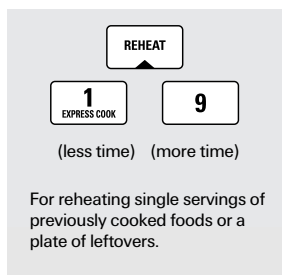 REHEAT
1 9
EXPRESS COOK
(less time) (more time)
For reheating single servings of
previously cooked foods or a
plate of leftovers.